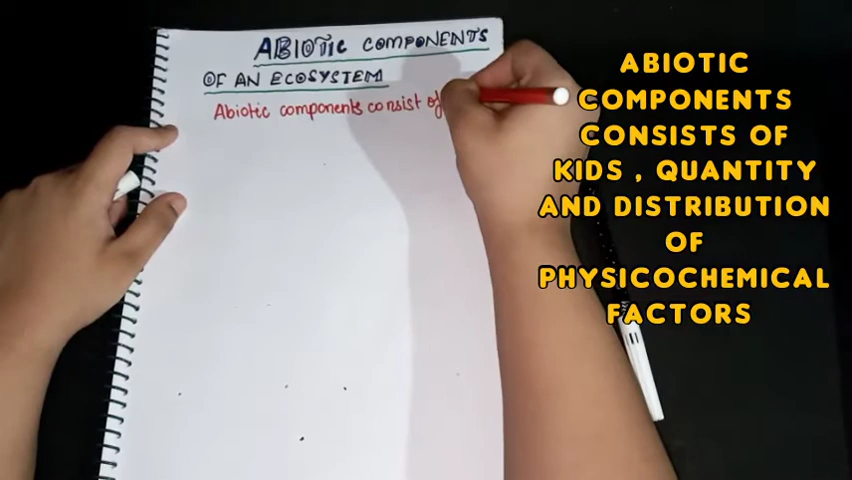 ABIOTIC COMPONENTS
OF AN ECOSYSTEM
Abiotic components consist of
ABIOTIC
COMPONENTS
CONSISTS OF
KIDS , QUANTITY
AND DISTRIBUTION
OF
PHYSICOCHEMICAL
FACTORS